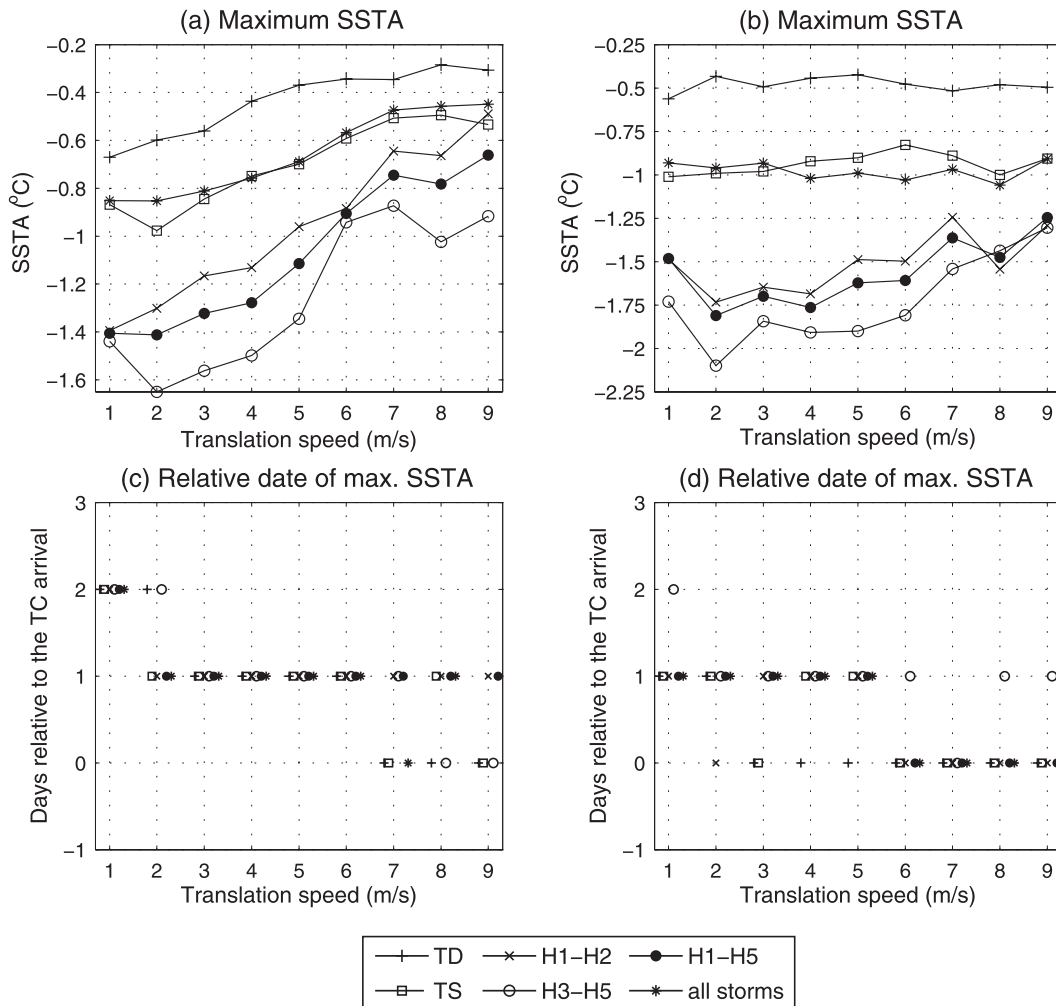 (a) Maximum SSTA
(b) Maximum SSTA
−0.2
−0.4
−0.6
−0.8
−1
−1.2
−1.4
−1.6
SSTA (ºC)
1 2 3 4 5 6 7 8 9
Translation speed (m/s)
−0.25
−0.5
−0.75
−1
−1.25
−1.5
−1.75
−2
−2.25
SSTA (ºC)
1 2 3 4 5 6 7 8 9
Translation speed (m/s)
(c) Relative date of max. SSTA
(d) Relative date of max. SSTA
3
2
1
0
−1
Days relative to the TC arrival
1 2 3 4 5 6 7 8 9
Translation speed (m/s)
3
2
1
0
−1
Days relative to the TC arrival
1 2 3 4 5 6 7 8 9
Translation speed (m/s)
TD H1−H2 H1−H5
TS H3−H5 all storms